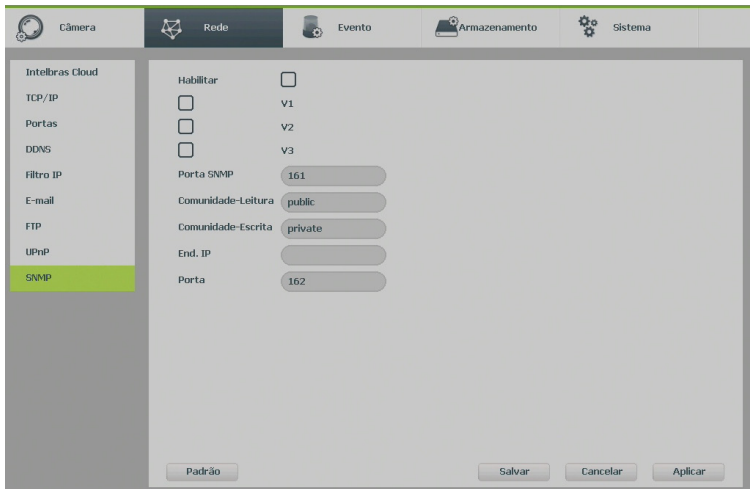 Câmera Rede Evento Armazenamento Sistema
Intelbras Cloud
TCP/IP
Portas
DDNS
Filtro IP
E-mail
FTP
UPnP
SNMP
Habilitar
V1
V2
V3
Porta SNMP 161
Comunidade-Leitura public
Comunidade-Escrita private
End. IP
Porta 162
Padrão Salvar Cancelar Aplicar